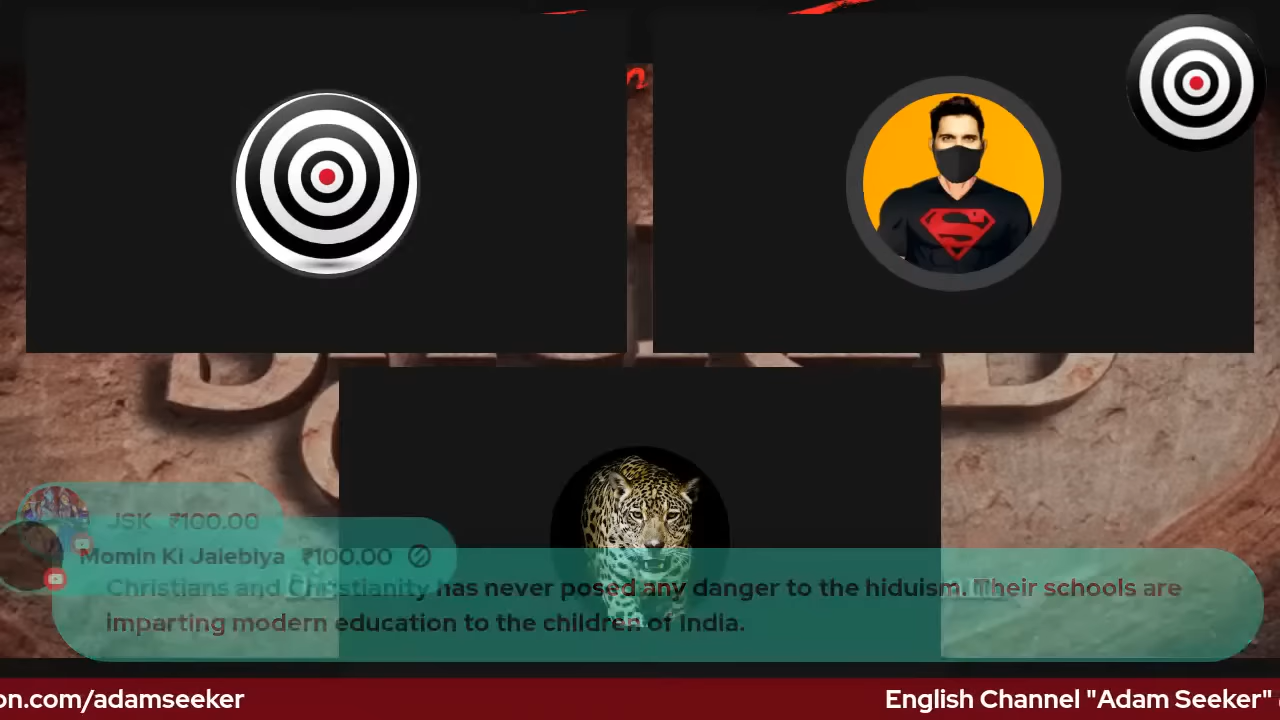 JSK ₹100.00
Momin Ki Jalebiya ₹100.00
Christians and Christianity has never posed any danger to the hiduism. Their schools are
imparting modern education to the children of India.
on.com/adamseeker
English Channel "Adam Seeker"